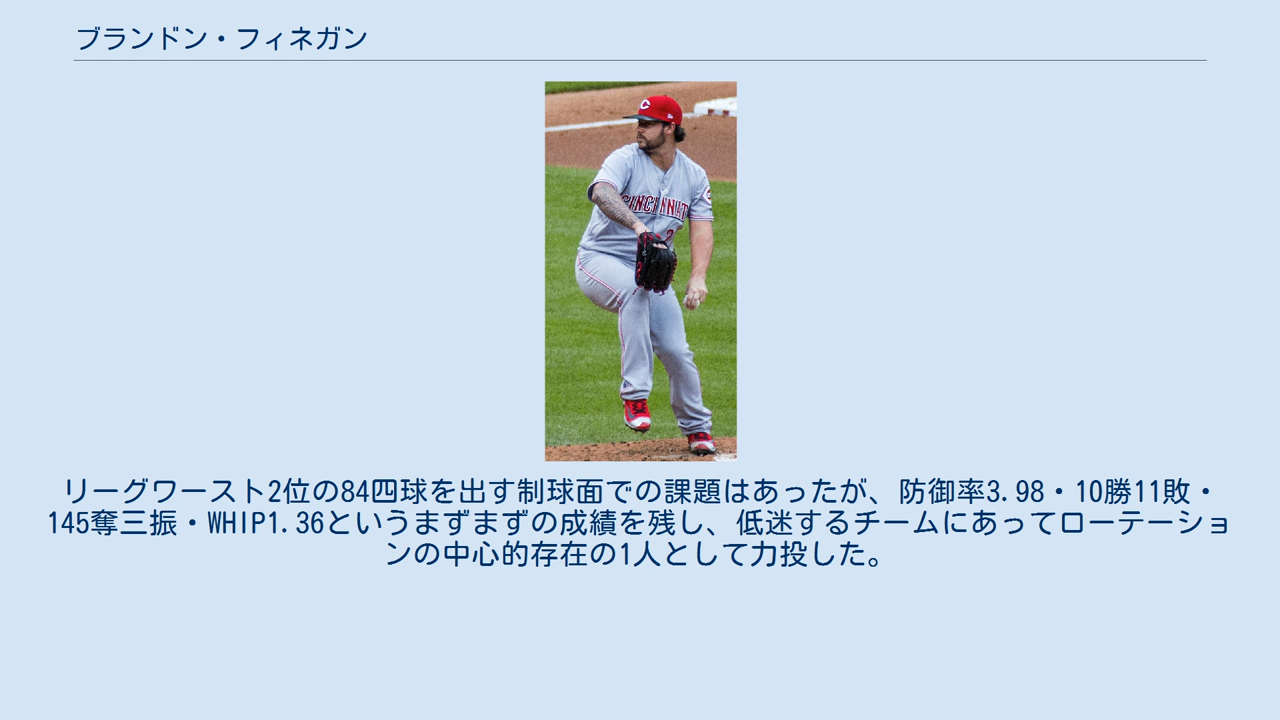 ブランドン・フィネガン
C
CINCINNATI
2
リーグワースト2位の84四球を出す制球面での課題はあったが、防御率3.98・10勝11敗・
145奪三振・WHIP1.36というまずまずの成績を残し、低迷するチームにあってローテーショ
ンの中心的存在の1人として力投した。